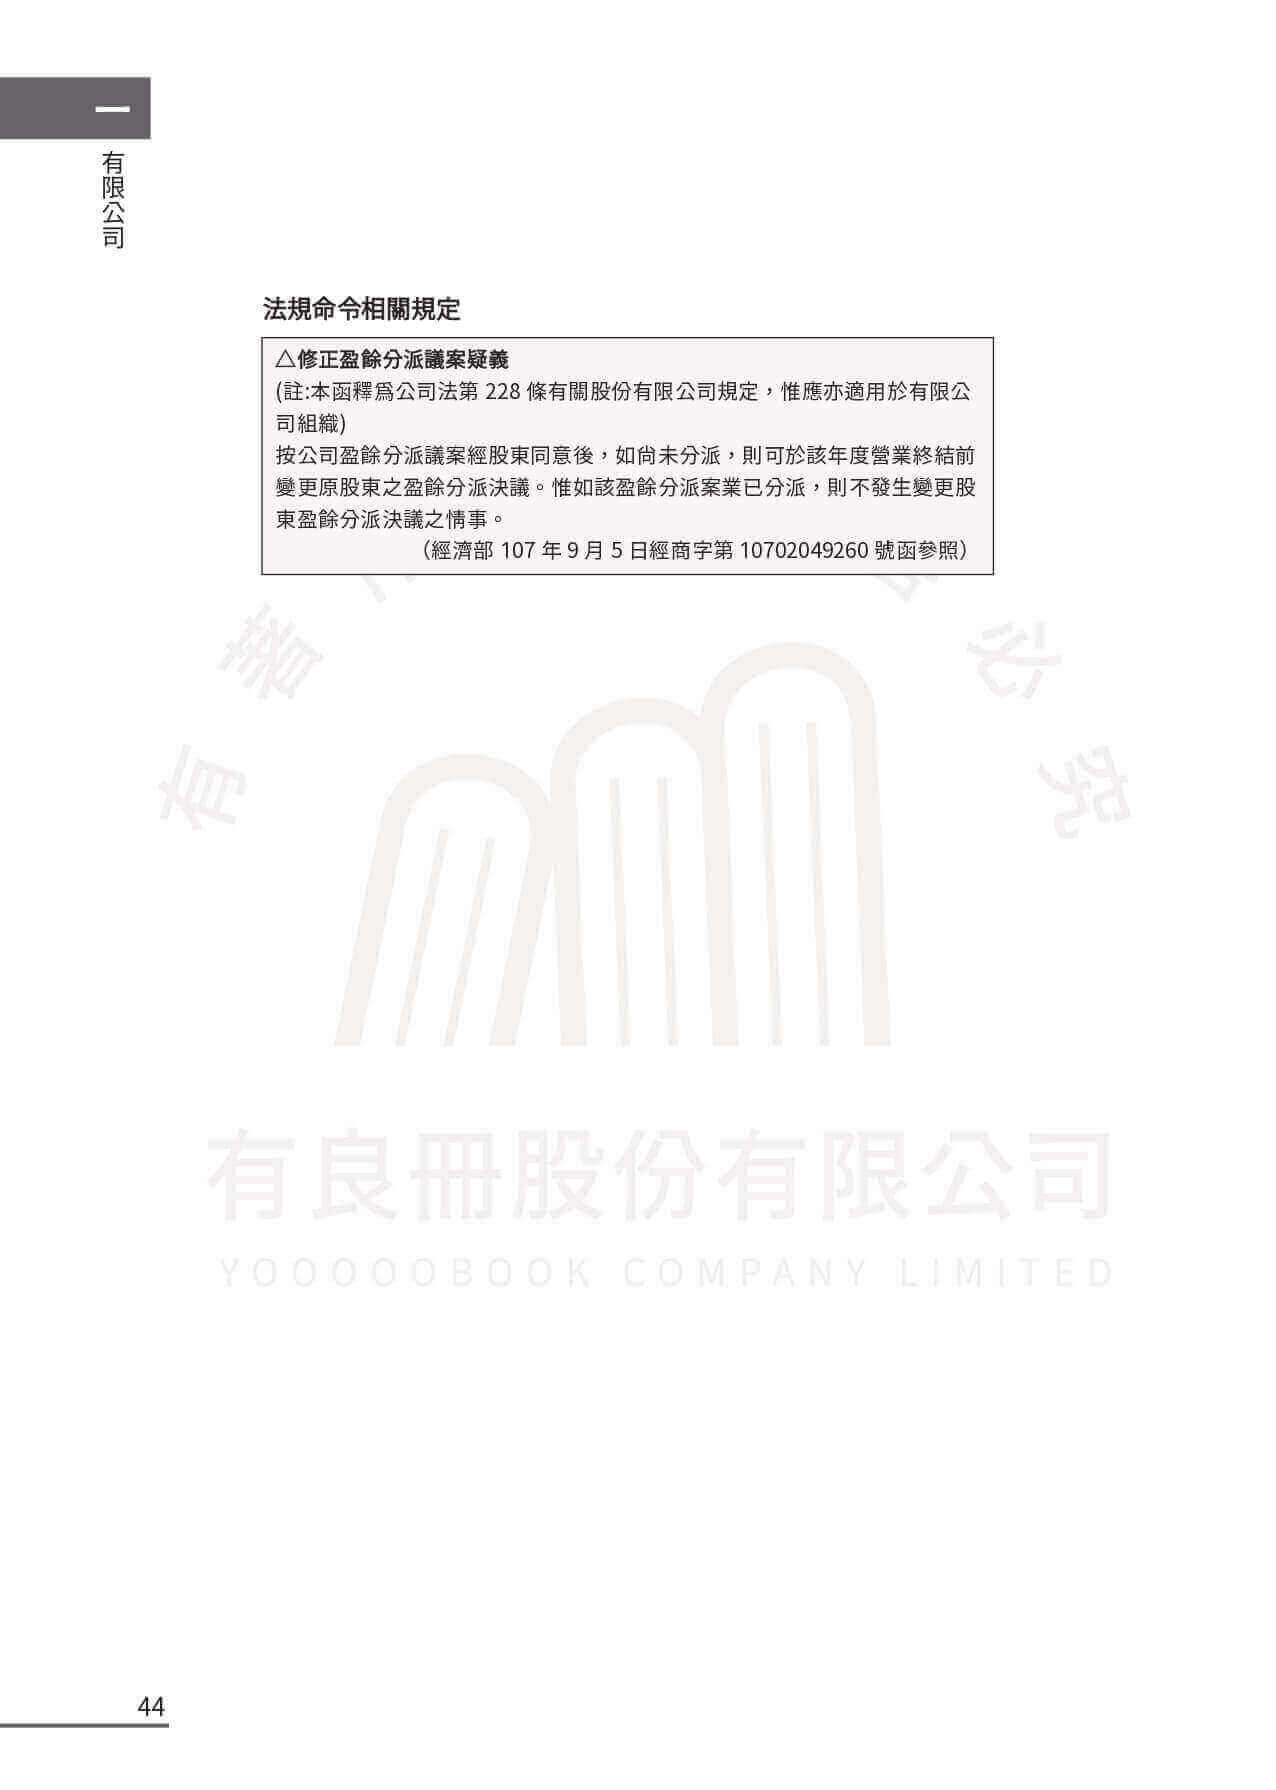 一
有限公司
法規命令相關規定
△修正盈餘分派議案疑義
(註:本函釋爲公司法第 228 條有關股份有限公司規定，惟應亦適用於有限公
司組織)
按公司盈餘分派議案經股東同意後，如尙未分派，則可於該年度營業終結前
變更原股東之盈餘分派決議。惟如該盈餘分派案業已分派，則不發生變更股
東盈餘分派決議之情事。
（經濟部 107 年 9 月 5 日經商字第 10702049260 號函參照）
有著
必究
有良冊股份有限公司
YOOOOOBOOK COMPANY LIMITED
44